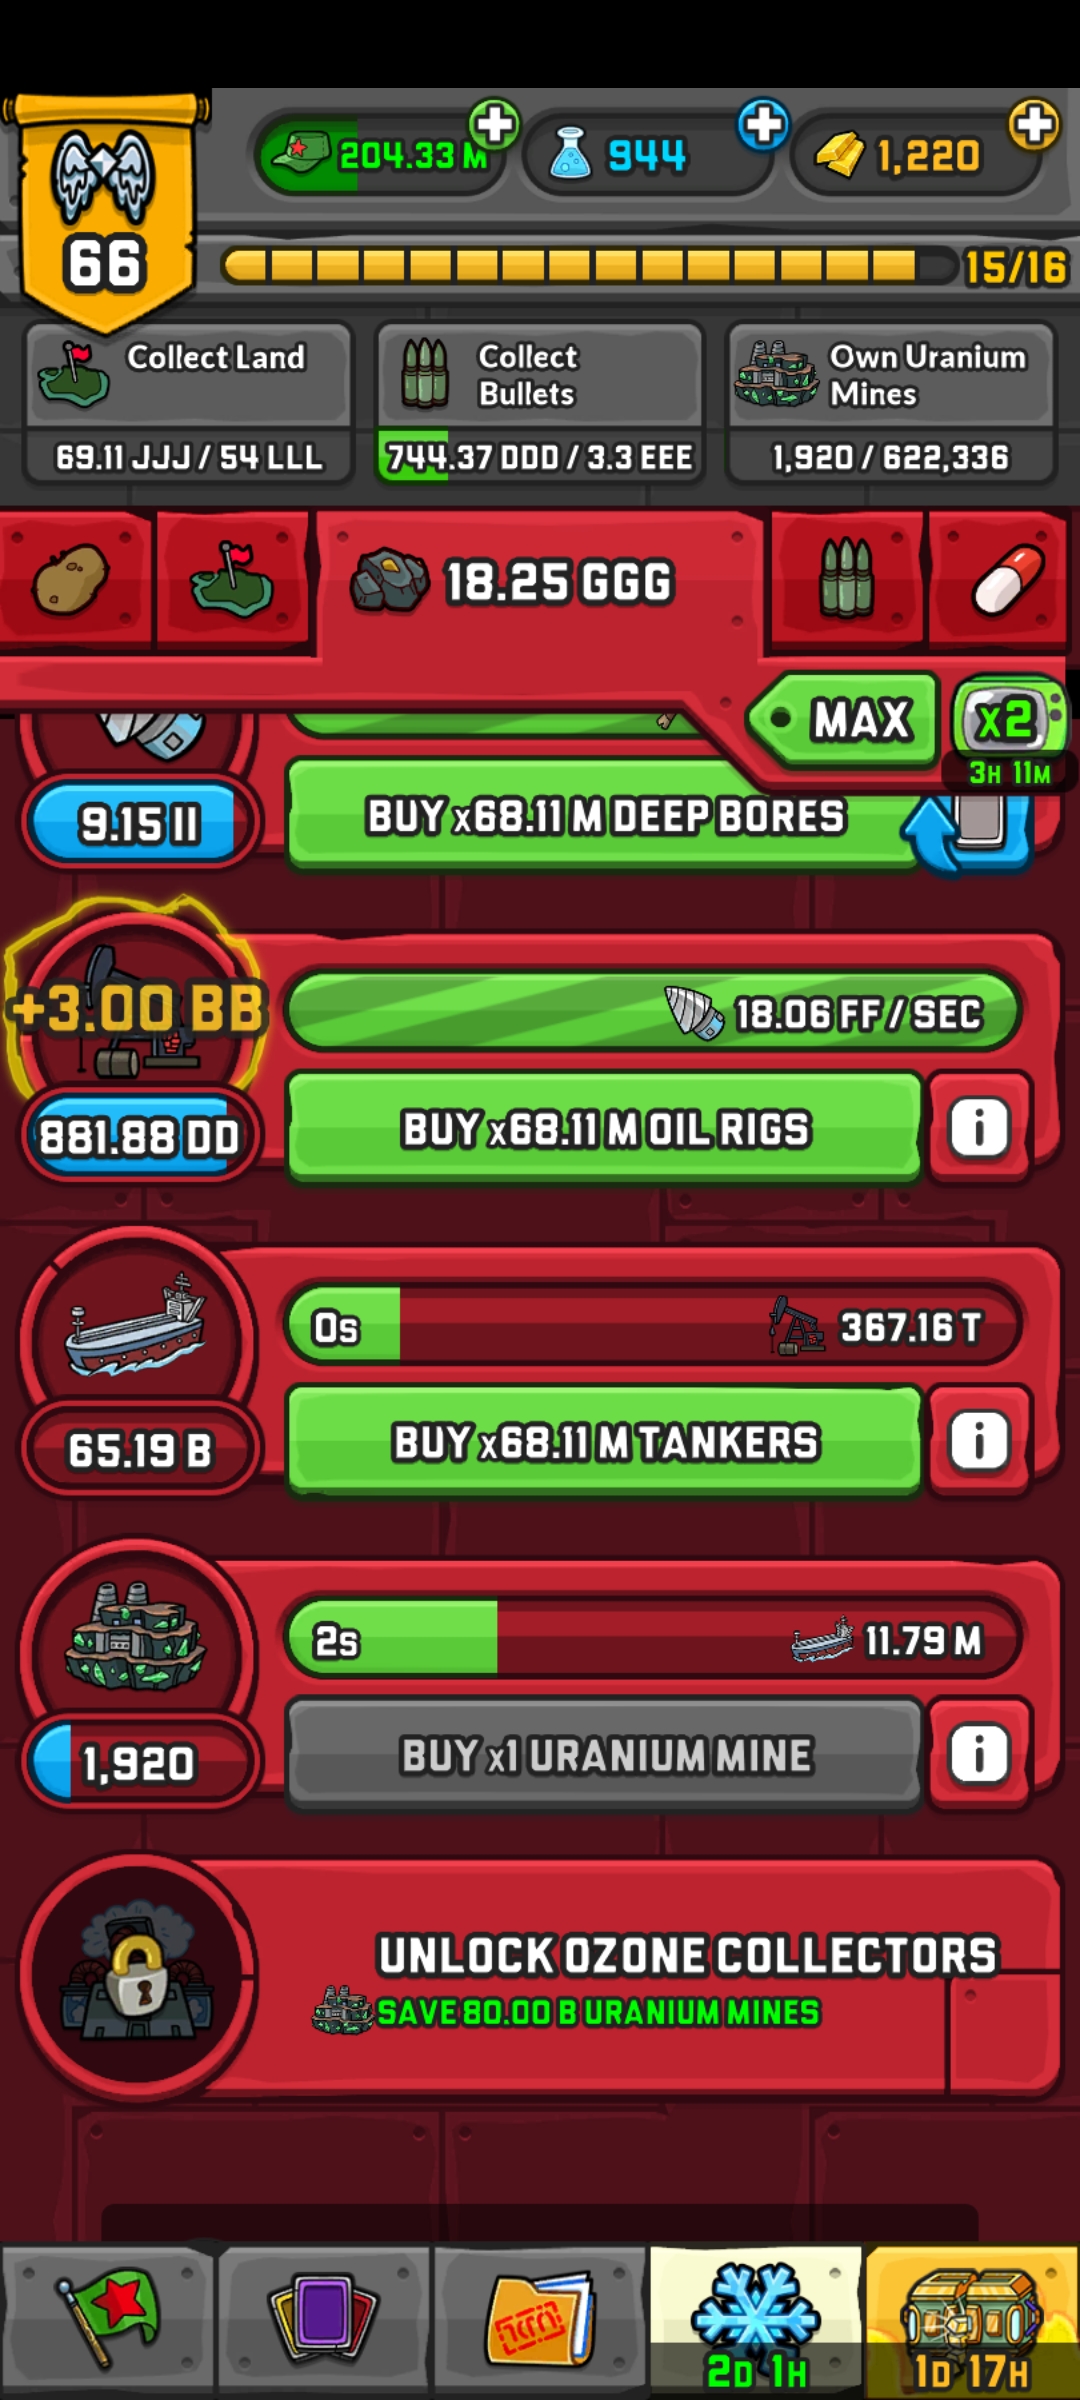 204.33 M
944
1,220
66
15/16
Collect Land
69.11 JJJ / 54 LLL
Collect
Bullets
744.37 DDD / 3.3 EEE
Own Uranium
Mines
1,920 / 622,336
18.25 GGG
MAX
x2
3H 11M
9.15 II
BUY x68.11 M DEEP BORES
+3.00 BB
18.06 FF / SEC
881.88 DD
BUY x68.11 M OIL RIGS
i
0s
367.16 T
65.19 B
BUY x68.11 M TANKERS
i
2s
11.79 M
1,920
BUY x1 URANIUM MINE
i
UNLOCK OZONE COLLECTORS
SAVE 80.00 B URANIUM MINES
2D 1H
1D 17H